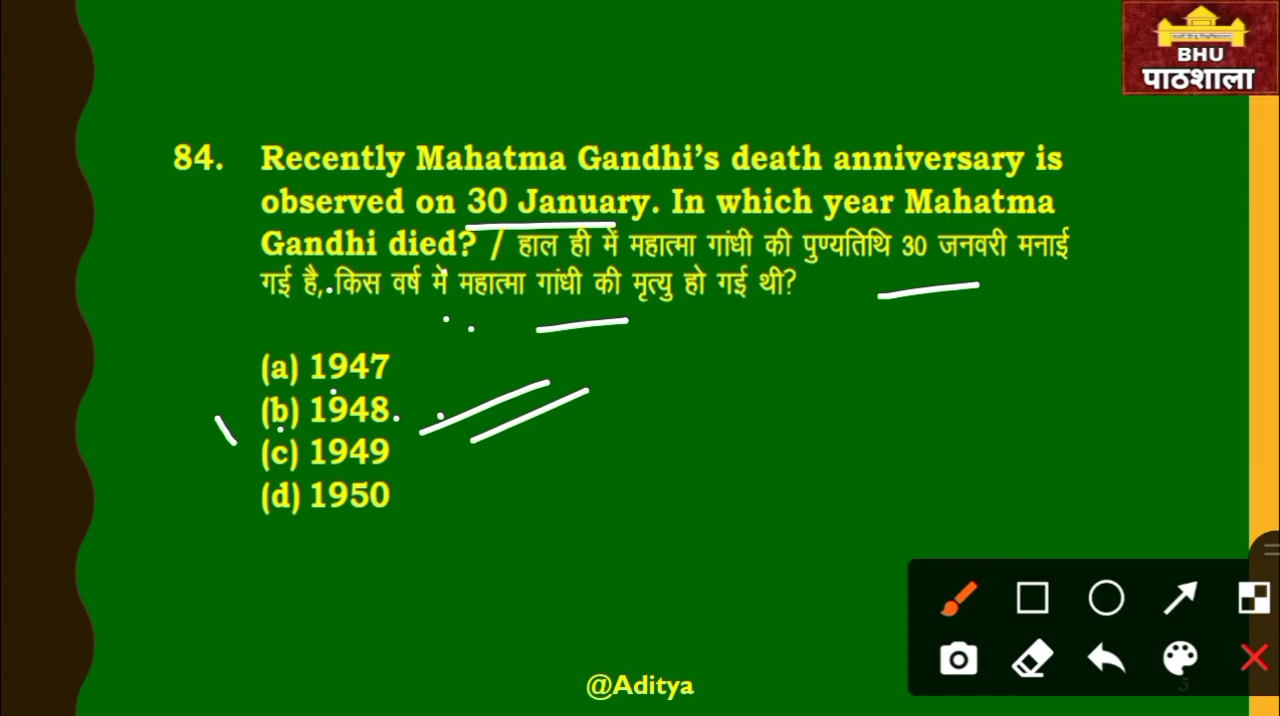 BHU
पाठशाला
84. Recently Mahatma Gandhi's death anniversary is
observed on 30 January. In which year Mahatma
Gandhi died? / हाल ही में महात्मा गांधी की पुण्यतिथि 30 जनवरी मनाई
गई है, किस वर्ष में महात्मा गांधी की मृत्यु हो गई थी?
(a) 1947
(b) 1948
(c) 1949
(d) 1950
@Aditya